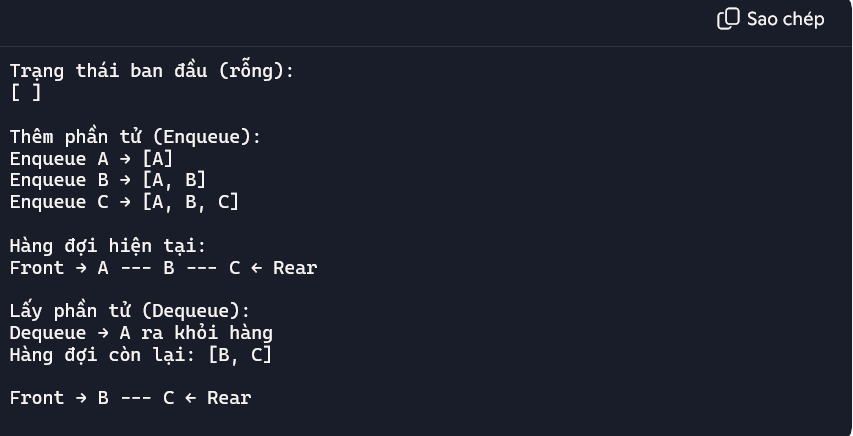 Sao chép
Trạng thái ban đầu (rỗng):
[ ]
Thêm phần tử (Enqueue):
Enqueue A → [A]
Enqueue B → [A, B]
Enqueue C → [A, B, C]
Hàng đợi hiện tại:
Front → A --- B --- C ← Rear
Lấy phần tử (Dequeue):
Dequeue → A ra khỏi hàng
Hàng đợi còn lại: [B, C]
Front → B --- C ← Rear